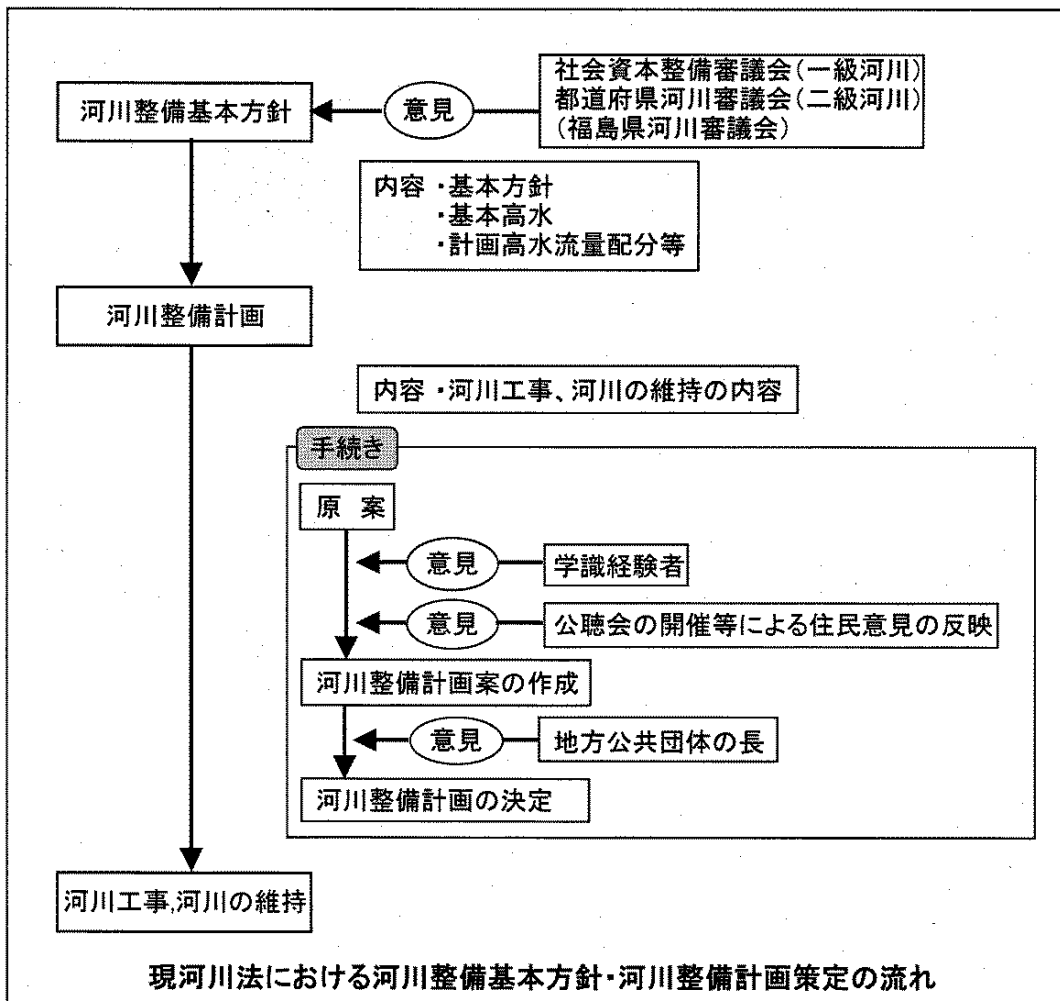 河川整備基本方針
意見
社会資本整備審議会(一級河川)
都道府県河川審議会(二級河川)
(福島県河川審議会)
内容 ・基本方針
・基本高水
・計画高水流量配分等
河川整備計画
内容 ・河川工事、河川の維持の内容
手続き
原 案
意見
学識経験者
意見
公聴会の開催等による住民意見の反映
河川整備計画案の作成
意見
地方公共団体の長
河川整備計画の決定
河川工事,河川の維持
現河川法における河川整備基本方針・河川整備計画策定の流れ